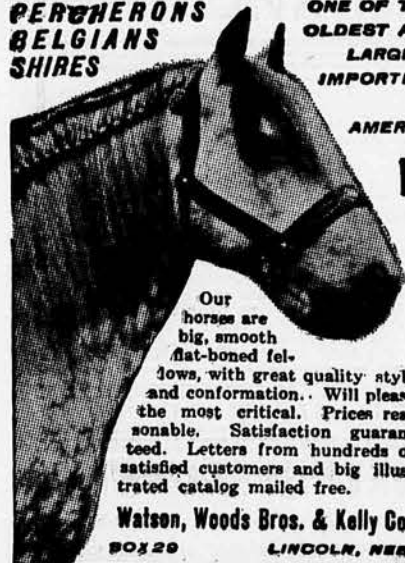 PERCHERONS
BELGIANS
SHIRES
ONE OF T
OLDEST A
LARGE
IMPORTI
AMER
Our
horses are
big, smooth
flat-boned fel-
lows, with great quality styl
and conformation. Will pleas
the most critical. Prices rea
sonable. Satisfaction guaran
teed. Letters from hundreds o
satisfied customers and big illus
trated catalog mailed free.
Watson, Woods Bros. & Kelly Co
BOX 29 LINCOLN, NEB